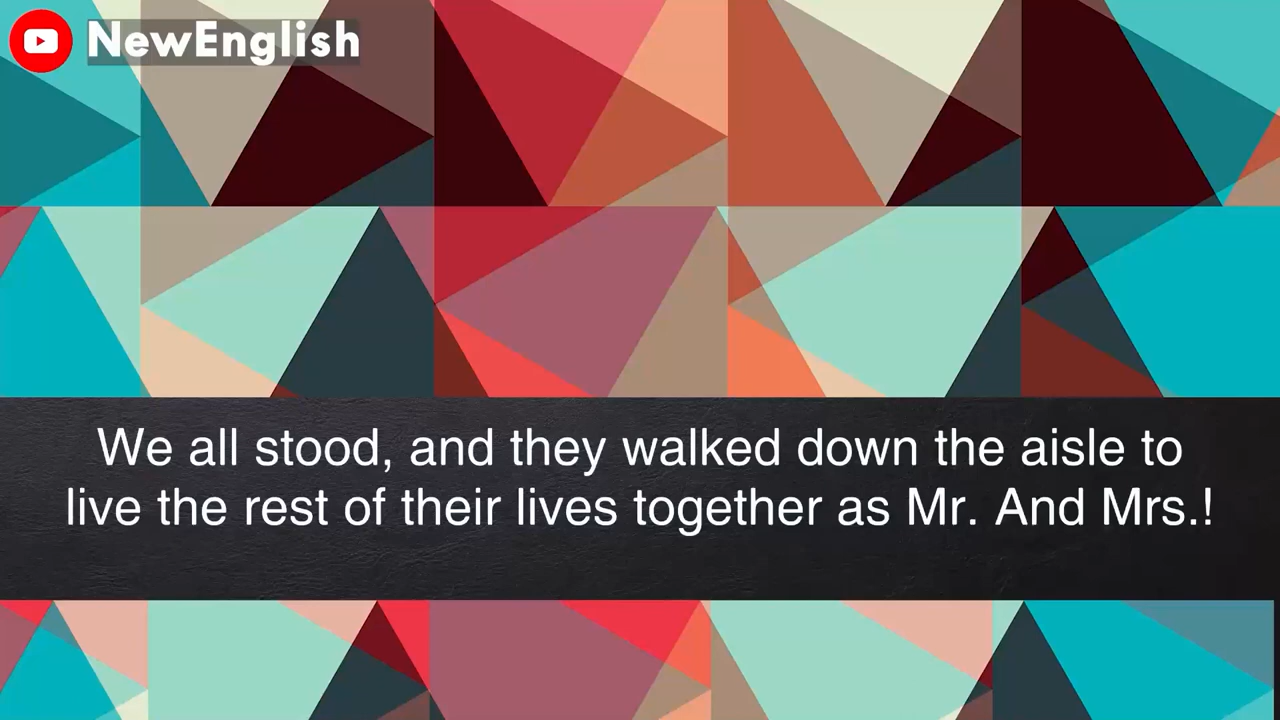 NewEnglish
We all stood, and they walked down the aisle to
live the rest of their lives together as Mr. And Mrs.!